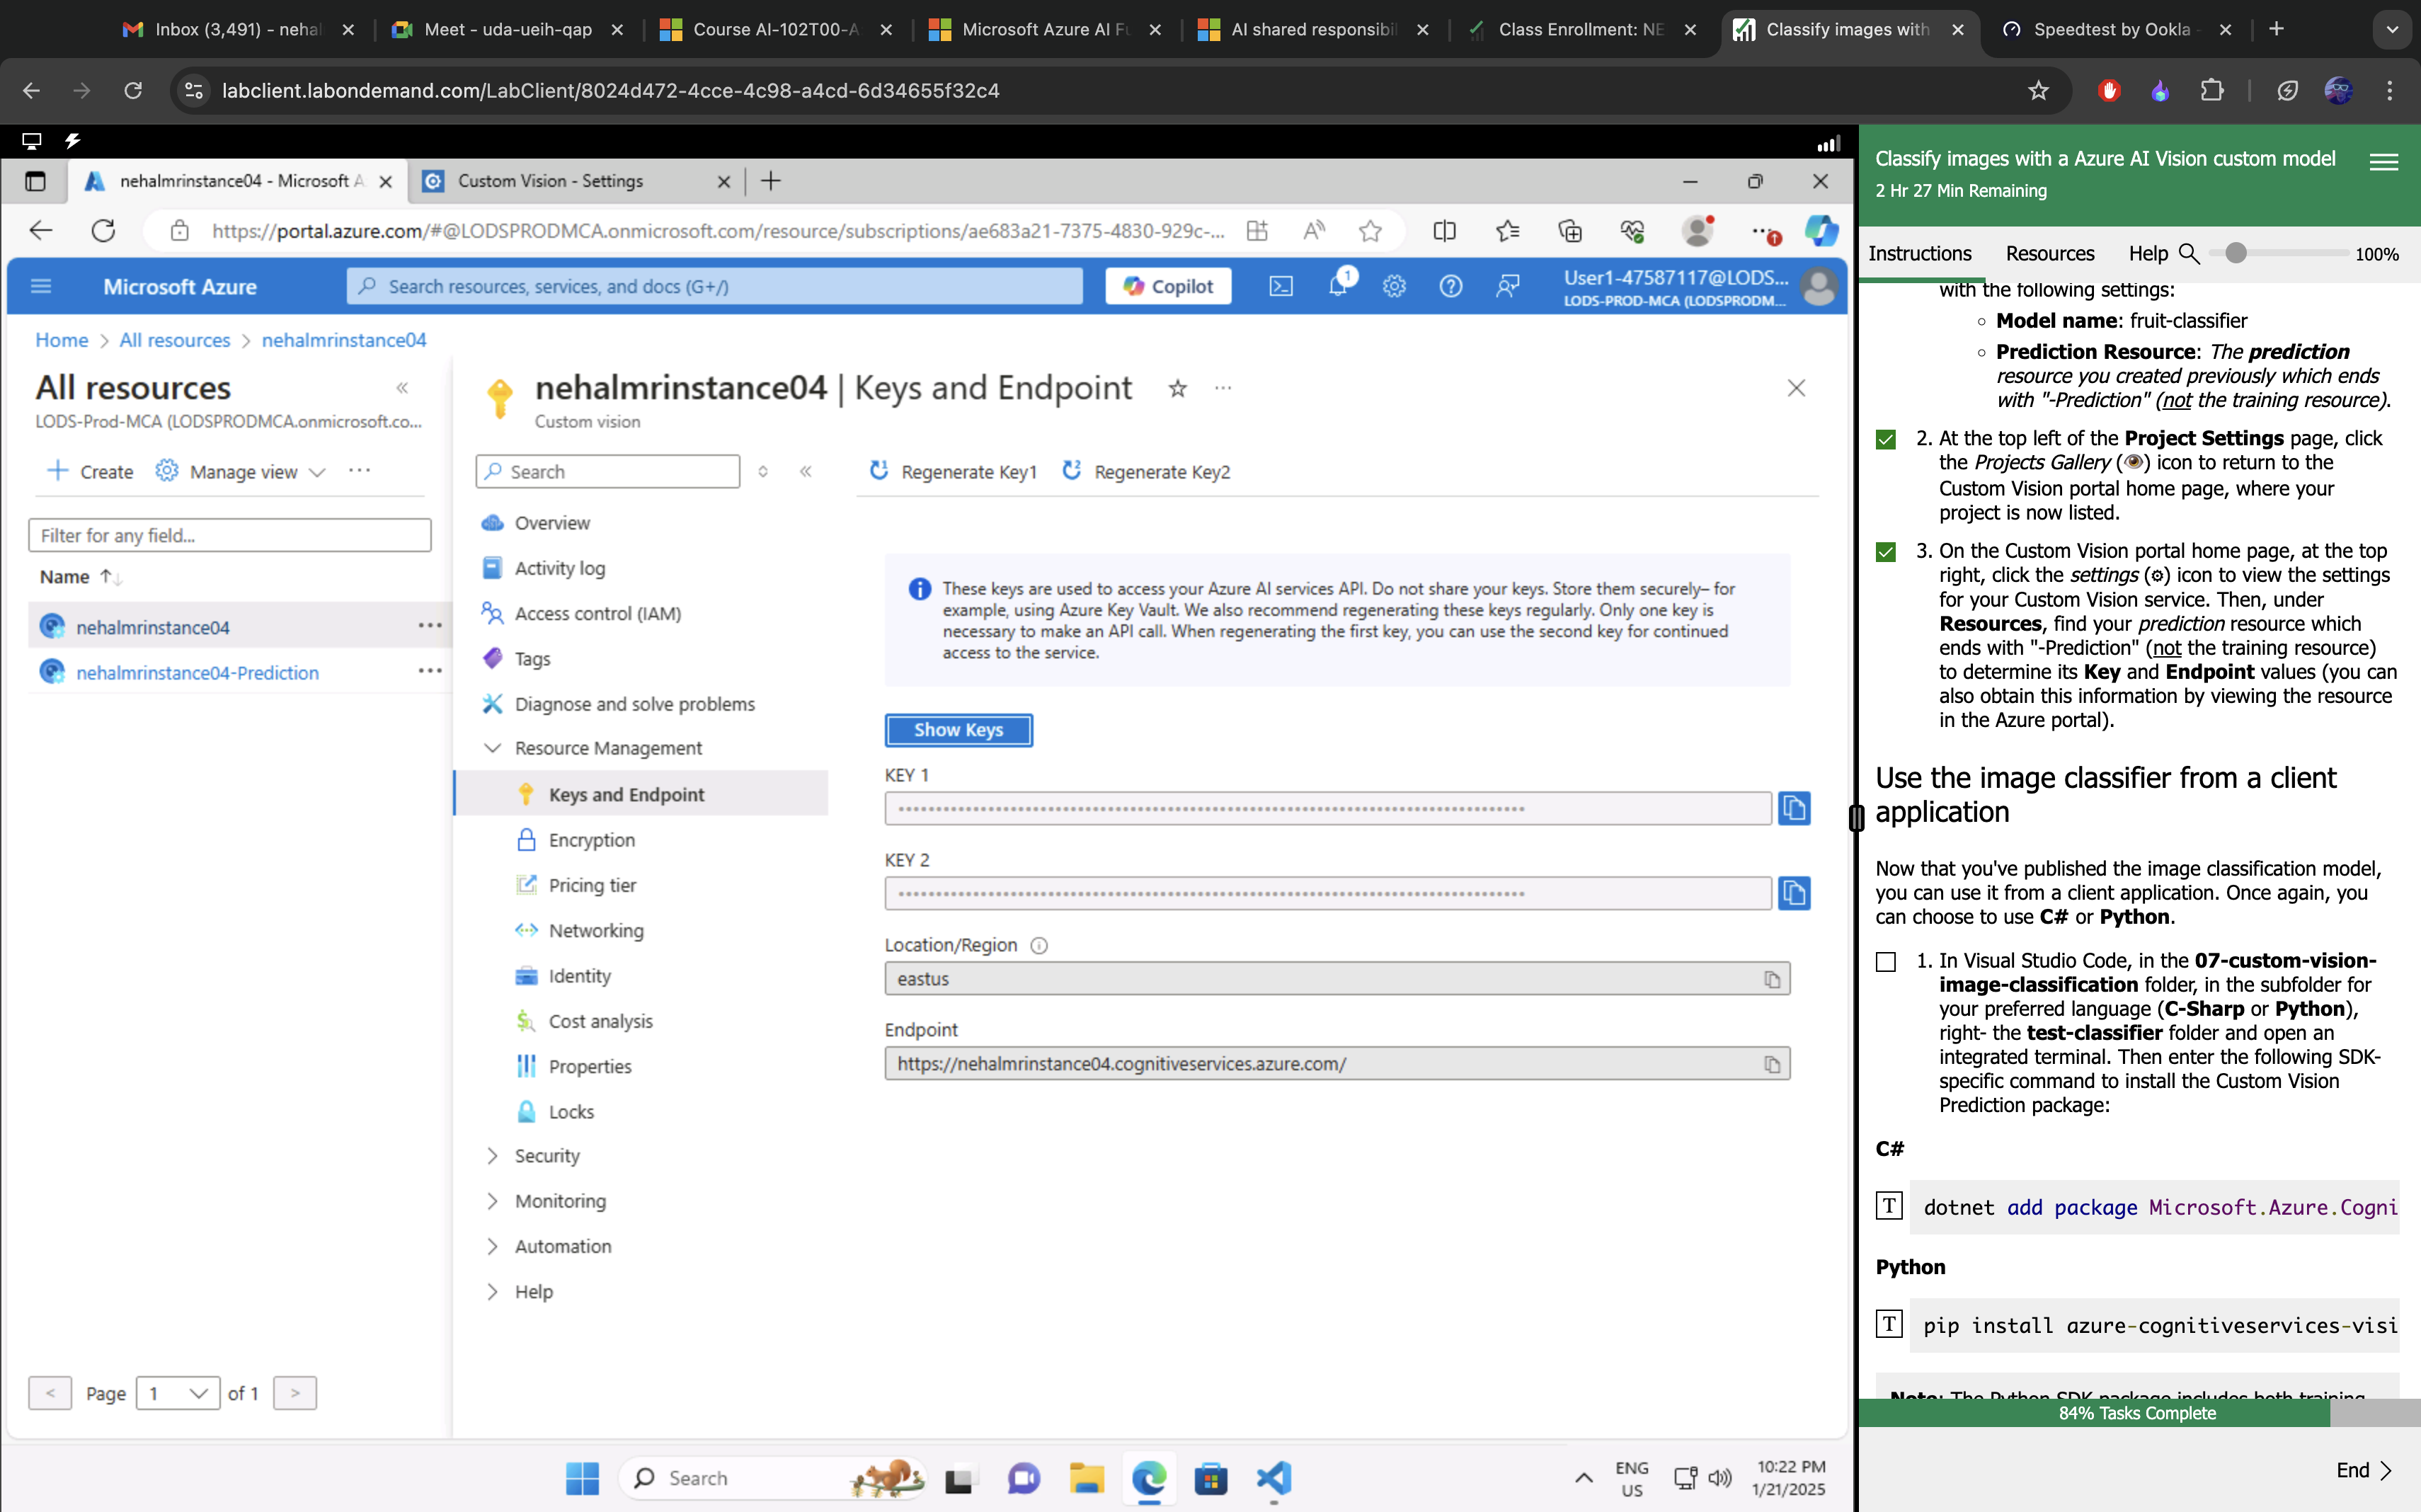 Inbox (3,491) - nehal
Meet - uda-ueih-qap
Course AI-102T00-A
Microsoft Azure AI Fu
AI shared responsibil
Class Enrollment: NE
Classify images with
Speedtest by Ookla -
labclient.labondemand.com/LabClient/8024d472-4cce-4c98-a4cd-6d34655f32c4
nehalmrinstance04 - Microsoft A
Custom Vision - Settings
https://portal.azure.com/#@LODSPRODMCA.onmicrosoft.com/resource/subscriptions/ae683a21-7375-4830-929c-...
Microsoft Azure
Search resources, services, and docs (G+/)
Copilot
1
User1-47587117@LODS...
LODS-PROD-MCA (LODSPRODM...
Home > All resources > nehalmrinstance04
All resources
LODS-Prod-MCA (LODSPRODMCA.onmicrosoft.co...
Create
Manage view
Filter for any field...
Name
nehalmrinstance04
nehalmrinstance04-Prediction
< Page 1 of 1 >
nehalmrinstance04 | Keys and Endpoint
Custom vision
Search
Overview
Activity log
Access control (IAM)
Tags
Diagnose and solve problems
Resource Management
Keys and Endpoint
Encryption
Pricing tier
Networking
Identity
Cost analysis
Properties
Locks
Security
Monitoring
Automation
Help
Regenerate Key1
Regenerate Key2
These keys are used to access your Azure AI services API. Do not share your keys. Store them securely– for
example, using Azure Key Vault. We also recommend regenerating these keys regularly. Only one key is
necessary to make an API call. When regenerating the first key, you can use the second key for continued
access to the service.
Show Keys
KEY 1
KEY 2
Location/Region
eastus
Endpoint
https://nehalmrinstance04.cognitiveservices.azure.com/
Search
ENG
US
10:22 PM
1/21/2025
Classify images with a Azure AI Vision custom model
2 Hr 27 Min Remaining
Instructions
Resources
Help
100%
with the following settings:
Model name: fruit-classifier
Prediction Resource: The prediction
resource you created previously which ends
with "-Prediction" (not the training resource).
2. At the top left of the Project Settings page, click
the Projects Gallery (👁) icon to return to the
Custom Vision portal home page, where your
project is now listed.
3. On the Custom Vision portal home page, at the top
right, click the settings (⚙) icon to view the settings
for your Custom Vision service. Then, under
Resources, find your prediction resource which
ends with "-Prediction" (not the training resource)
to determine its Key and Endpoint values (you can
also obtain this information by viewing the resource
in the Azure portal).
Use the image classifier from a client
application
Now that you've published the image classification model,
you can use it from a client application. Once again, you
can choose to use C# or Python.
1. In Visual Studio Code, in the 07-custom-vision-
image-classification folder, in the subfolder for
your preferred language (C-Sharp or Python),
right- the test-classifier folder and open an
integrated terminal. Then enter the following SDK-
specific command to install the Custom Vision
Prediction package:
C#
T dotnet add package Microsoft.Azure.Cogni
Python
T pip install azure-cognitiveservices-visi
Note: The Python SDK package includes both training
84% Tasks Complete
End >